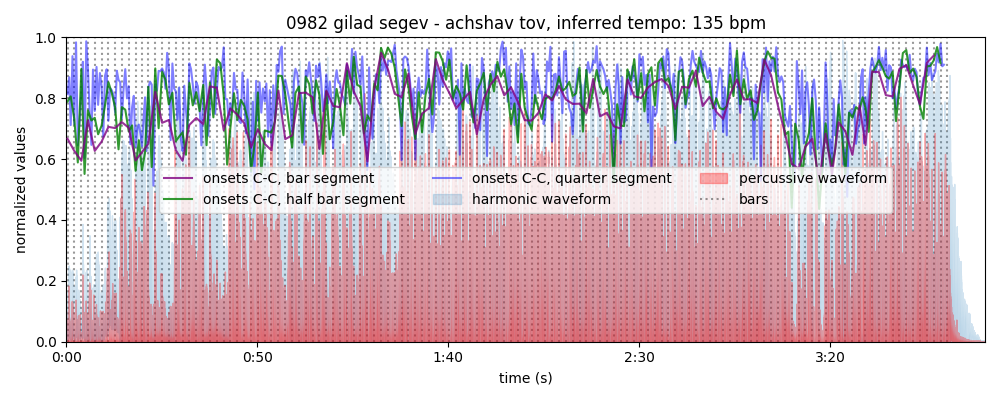 0982 gilad segev - achshav tov, inferred tempo: 135 bpm
normalized values
1.0
0.8
0.6
0.4
0.2
0.0
onsets C-C, bar segment
onsets C-C, half bar segment
onsets C-C, quarter segment
harmonic waveform
percussive waveform
bars
0:00 0:50 1:40 2:30 3:20
time (s)